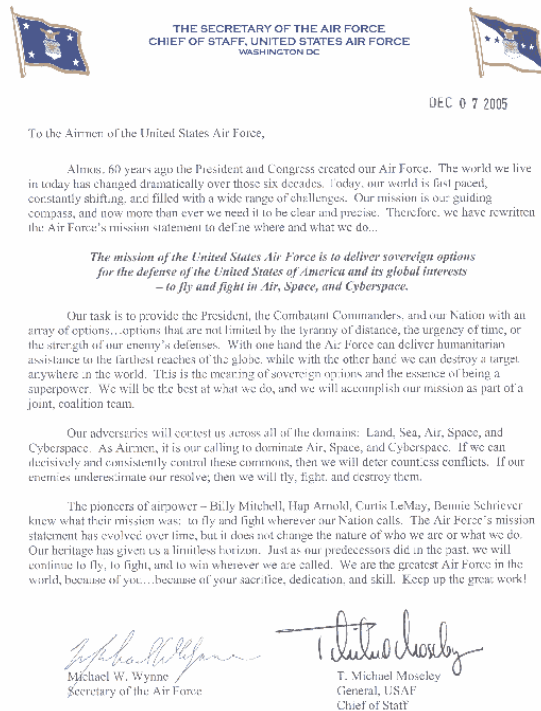 THE SECRETARY OF THE AIR FORCE
CHIEF OF STAFF, UNITED STATES AIR FORCE
WASHINGTON DC
DEC 0 7 2005
To the Airmen of the United States Air Force,
Almost 60 years ago the President and Congress created our Air Force. The world we live
in today has changed dramatically over those six decades. Today, our world is fast paced,
constantly shifting, and filled with a wide range of challenges. Our mission is our guiding
compass, and now more than ever we need it to be clear and precise. Therefore, we have rewritten
the Air Force's mission statement to define where and what we do...
The mission of the United States Air Force is to deliver sovereign options
for the defense of the United States of America and its global interests
– to fly and fight in Air, Space, and Cyberspace.
Our task is to provide the President, the Combatant Commanders, and our Nation with an
array of options…options that are not limited by the tyranny of distance, the urgency of time, or
the strength of our enemy's defenses. With one hand the Air Force can deliver humanitarian
assistance to the farthest reaches of the globe, while with the other hand we can destroy a target
anywhere in the world. This is the meaning of sovereign options and the essence of being a
superpower. We will be the best at what we do, and we will accomplish our mission as part of a
joint, coalition team.
Our adversaries will contest us across all of the domains: Land, Sea, Air, Space, and
Cyberspace. As Airmen, it is our calling to dominate Air, Space, and Cyberspace. If we can
decisively and consistently control these commons, then we will deter countless conflicts. If our
enemies underestimate our resolve; then we will fly, fight, and destroy them.
The pioneers of airpower – Billy Mitchell, Hap Arnold, Curtis LeMay, Bennie Schriever
knew what their mission was: to fly and fight wherever our Nation calls. The Air Force's mission
statement has evolved over time, but it does not change the nature of who we are or what we do.
Our heritage has given us a limitless horizon. Just as our predecessors did in the past, we will
continue to fly, to fight, and to win wherever we are called. We are the greatest Air Force in the
world, because of you…because of your sacrifice, dedication, and skill. Keep up the great work!
Michael W. Wynne
Secretary of the Air Force
T. Michael Moseley
General, USAF
Chief of Staff